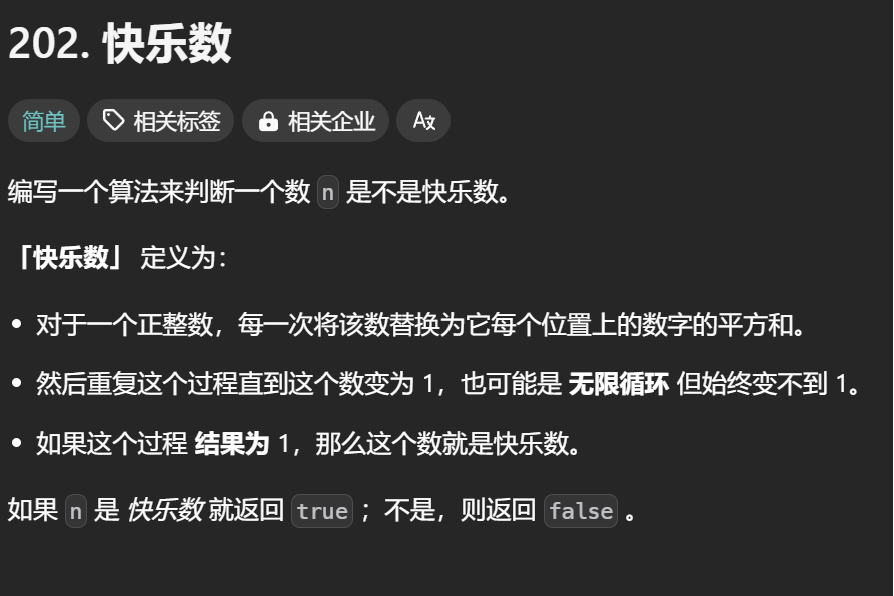 202. 快乐数
简单 相关标签 相关企业 Aあ
编写一个算法来判断一个数 n 是不是快乐数。
「快乐数」 定义为：
• 对于一个正整数，每一次将该数替换为它每个位置上的数字的平方和。
• 然后重复这个过程直到这个数变为 1，也可能是 无限循环 但始终变不到 1。
• 如果这个过程 结果为 1，那么这个数就是快乐数。
如果 n 是 快乐数 就返回 true ；不是，则返回 false 。